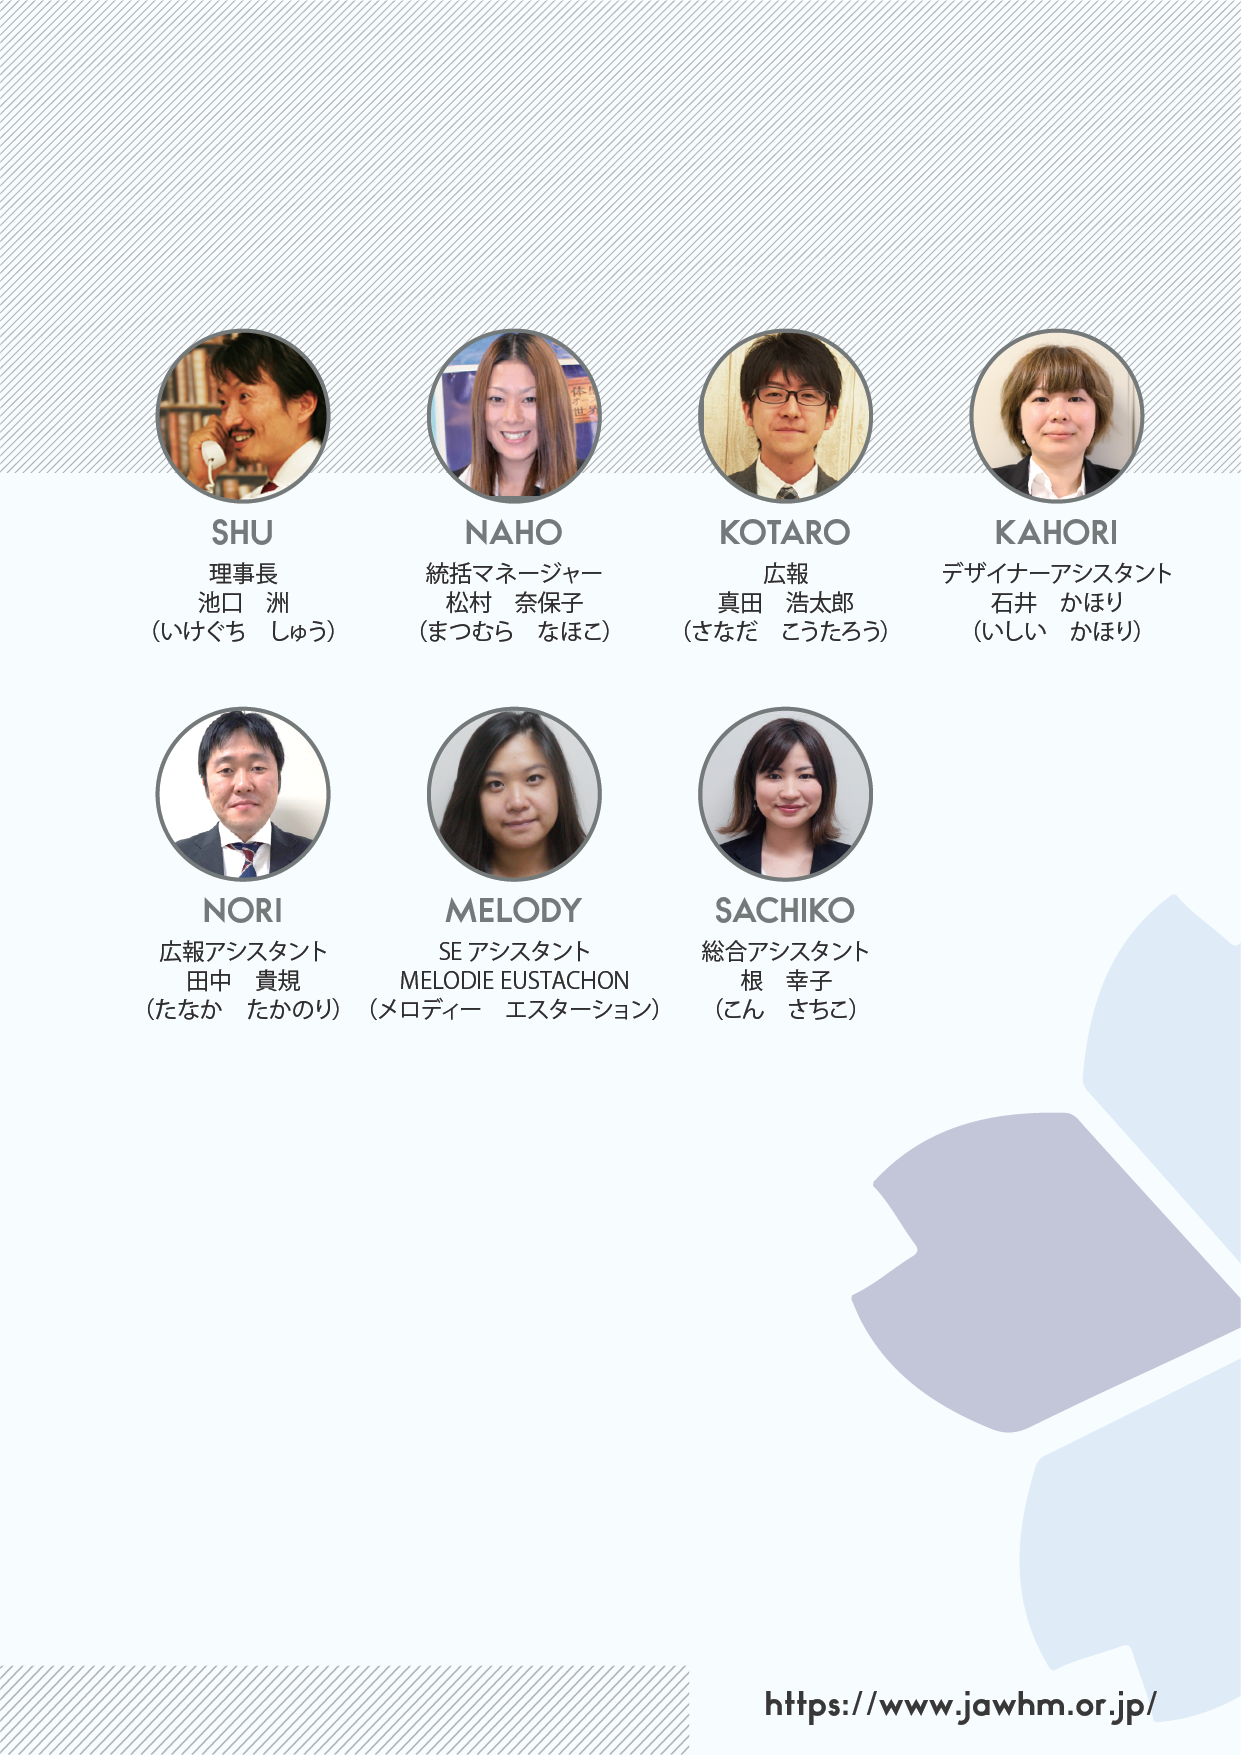 SHU
理事長
池口　洲
（いけぐち　しゅう）
NAHO
統括マネージャー
松村　奈保子
（まつむら　なほこ）
KOTARO
広報
真田　浩太郎
（さなだ　こうたろう）
KAHORI
デザイナーアシスタント
石井　かほり
（いしい　かほり）
NORI
広報アシスタント
田中　貴規
（たなか　たかのり）
MELODY
SE アシスタント
MELODIE EUSTACHON
（メロディー　エスターション）
SACHIKO
総合アシスタント
根　幸子
（こん　さちこ）
https://www.jawhm.or.jp/